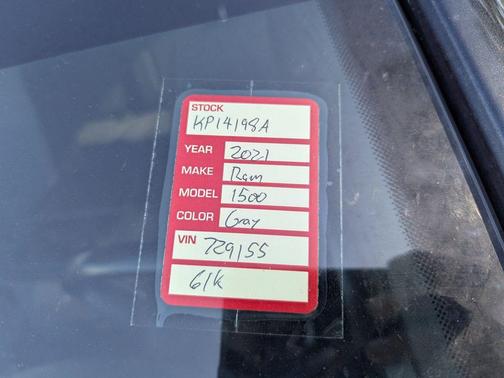 STOCK
KP14198A
YEAR 2021
MAKE Ram
MODEL 1500
COLOR Gray
VIN 729155
61K